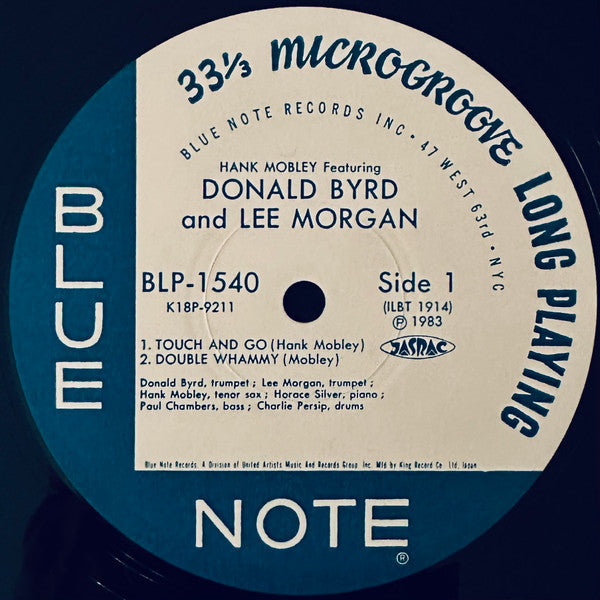 33⅓ MICROGROOVE LONG PLAYING
BLUE NOTE RECORDS INC • 47 WEST 63rd • NYC
HANK MOBLEY Featuring
DONALD BYRD
and LEE MORGAN
BLP-1540 Side 1
K18P-9211 (ILBT 1914)
Ⓟ 1983
1. TOUCH AND GO (Hank Mobley)
2. DOUBLE WHAMMY (Mobley)
JASRAC
Donald Byrd, trumpet ; Lee Morgan, trumpet ;
Hank Mobley, tenor sax ; Horace Silver, piano ;
Paul Chambers, bass ; Charlie Persip, drums
Blue Note Records. A Division of United Artists Music And Records Group Inc. Mfd by King Record Co. Ltd, Japan
BLUE
NOTE
®